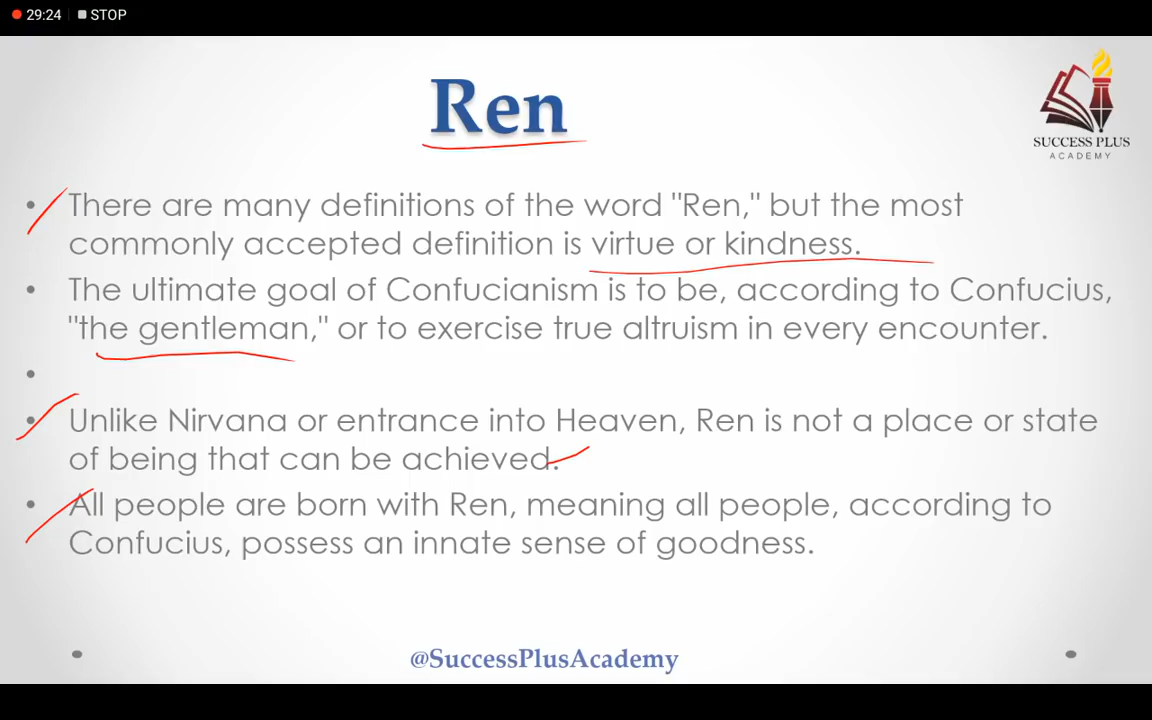 29:24 STOP
Ren
SUCCESS PLUS
ACADEMY
• There are many definitions of the word "Ren," but the most
commonly accepted definition is virtue or kindness.
• The ultimate goal of Confucianism is to be, according to Confucius,
"the gentleman," or to exercise true altruism in every encounter.
•
• Unlike Nirvana or entrance into Heaven, Ren is not a place or state
of being that can be achieved.
• All people are born with Ren, meaning all people, according to
Confucius, possess an innate sense of goodness.
@SuccessPlusAcademy